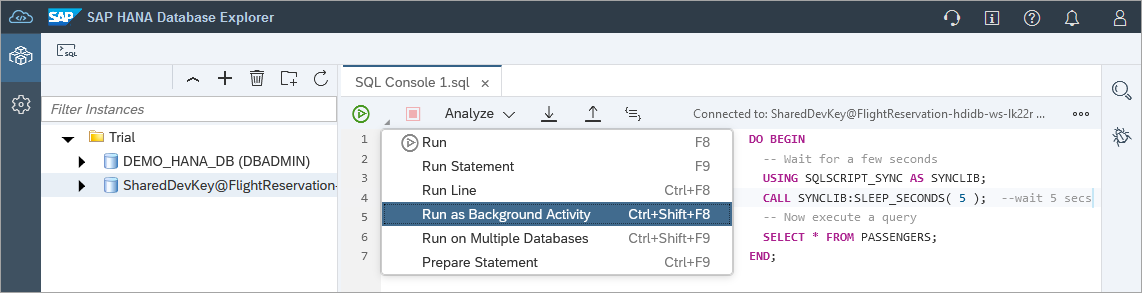 SAP SAP HANA Database Explorer
SQL
SQL Console 1.sql ×
Filter Instances
Analyze
Connected to: SharedDevKey@FlightReservation-hdidb-ws-lk22r ...
Trial
DEMO_HANA_DB (DBADMIN)
SharedDevKey@FlightReservation-
Run F8
Run Statement F9
Run Line Ctrl+F8
Run as Background Activity Ctrl+Shift+F8
Run on Multiple Databases Ctrl+Shift+F9
Prepare Statement Ctrl+F9
1 DO BEGIN
2 -- Wait for a few seconds
3 USING SQLSCRIPT_SYNC AS SYNCLIB;
4 CALL SYNCLIB:SLEEP_SECONDS( 5 ); --wait 5 secs
5 -- Now execute a query
6 SELECT * FROM PASSENGERS;
7 END;